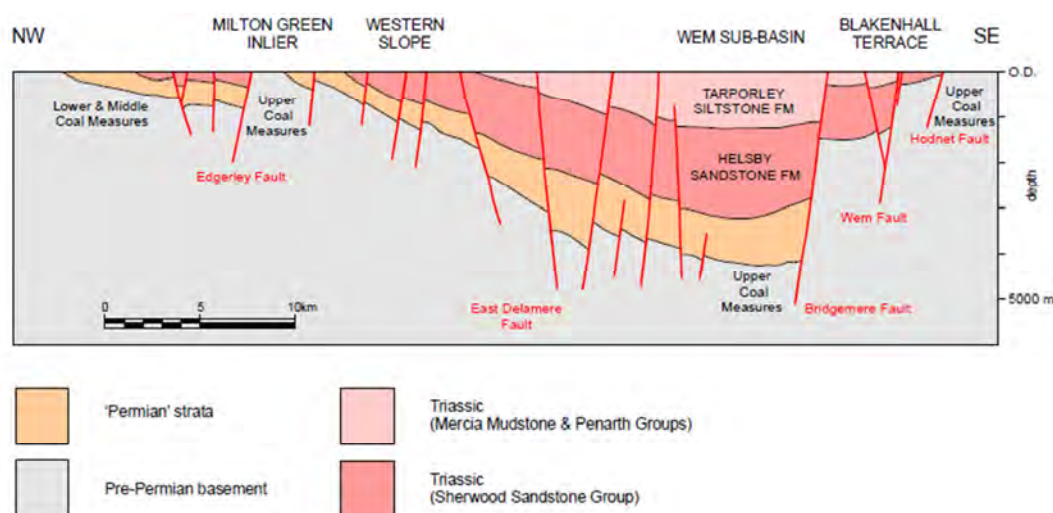 NW
MILTON GREEN
INLIER
WESTERN
SLOPE
WEM SUB-BASIN
BLAKENHALL
TERRACE
SE
O.D.
Lower & Middle
Coal Measures
Upper
Coal
Measures
TARPORLEY
SILTSTONE FM
Upper
Coal
Measures
Hodnet Fault
HELSBY
SANDSTONE FM
Edgerley Fault
depth
Wem Fault
0
5
10km
East Delamere
Fault
Upper
Coal
Measures
Bridgemere Fault
5000 m
'Permian' strata
Triassic
(Mercia Mudstone & Penarth Groups)
Pre-Permian basement
Triassic
(Sherwood Sandstone Group)